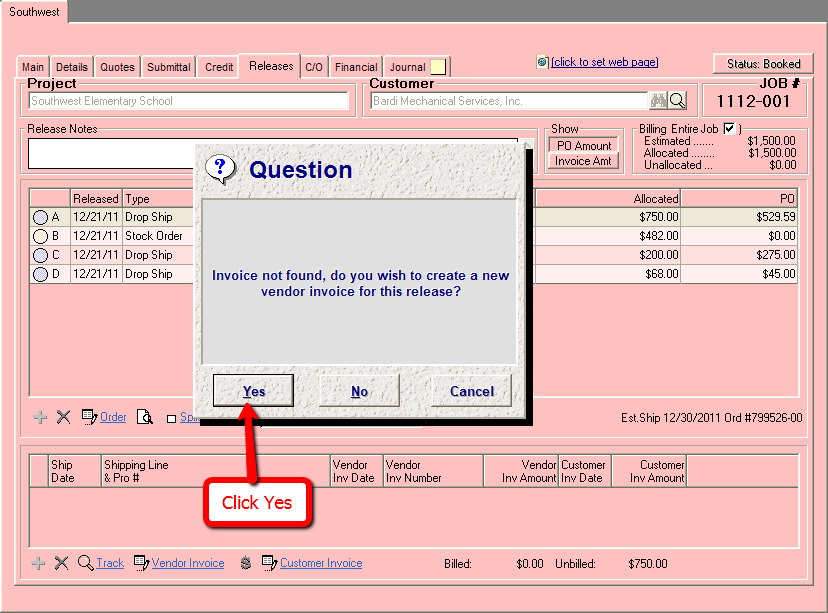 Southwest
Main Details Quotes Submittal Credit Releases C/O Financial Journal
[click to set web page]
Status: Booked
Project
Southwest Elementary School
Customer
Bardi Mechanical Services, Inc.
JOB #
1112-001
Release Notes
Show
PO Amount
Invoice Amt
Billing Entire Job )
Estimated ....... $1,500.00
Allocated ........ $1,500.00
Unallocated ... $0.00
Question
Invoice not found, do you wish to create a new
vendor invoice for this release?
Yes No Cancel
Released Type Allocated PO
A 12/21/11 Drop Ship $750.00 $529.59
B 12/21/11 Stock Order $482.00 $0.00
C 12/21/11 Drop Ship $200.00 $275.00
D 12/21/11 Drop Ship $68.00 $45.00
Order
Est.Ship 12/30/2011 Ord #799526-00
Click Yes
Ship
Date
Shipping Line
& Pro #
Vendor
Inv Date
Vendor
Inv Number
Vendor
Inv Amount
Customer
Inv Date
Customer
Inv Amount
Track Vendor Invoice $ Customer Invoice Billed: $0.00 Unbilled: $750.00